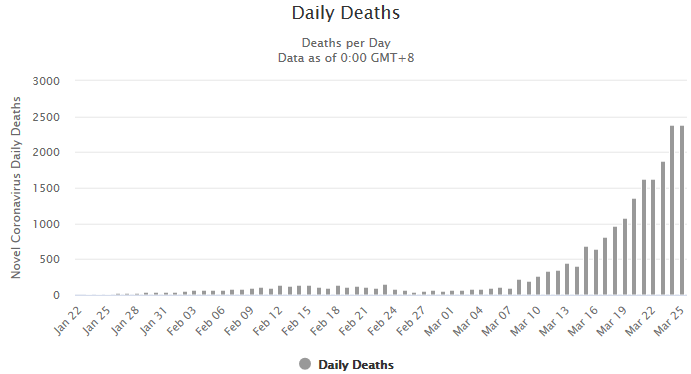 Daily Deaths
Deaths per Day
Data as of 0:00 GMT+8
Novel Coronavirus Daily Deaths
3000
2500
2000
1500
1000
500
0
Jan 22
Jan 25
Jan 28
Jan 31
Feb 03
Feb 06
Feb 09
Feb 12
Feb 15
Feb 18
Feb 21
Feb 24
Feb 27
Mar 01
Mar 04
Mar 07
Mar 10
Mar 13
Mar 16
Mar 19
Mar 22
Mar 25
Daily Deaths